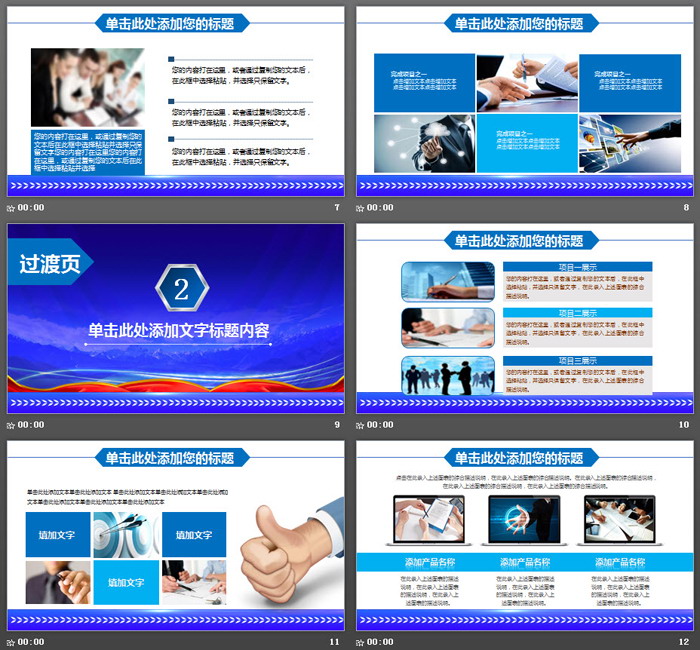 单击此处添加您的标题
您的内容打在这里，或者通过复制您的文本后，
在此框中选择粘贴，并选择只保留文字。
您的内容打在这里，或者通过复制您的文本后，
在此框中选择粘贴，并选择只保留文字。
您的内容打在这里，或者通过复制您的文本后，
在此框中选择粘贴，并选择只保留文字。
您的内容打在这里，或通过复制您
的文本后在此框中选择粘贴并选择只保
留文字您的内容打在这里您的内容打
在这里，或通过复制您的文本后在此
框中选择粘贴并选择
00:00
7
单击此处添加您的标题
完成项目之一
点击增加文本点击增加文本
点击增加文本点击增加文本
完成项目之一
点击增加文本点击增加文本
点击增加文本点击增加文本
完成项目之一
点击增加文本点击增加文本
点击增加文本点击增加文本
00:00
8
过渡页
2
单击此处添加文字标题内容
00:00
9
单击此处添加您的标题
项目一展示
您的内容打在这里，或者通过复制您的文本后，在此框中
选择粘贴，并选择只保留文字，在此录入上述图表的综合
描述说明。
项目二展示
您的内容打在这里，或者通过复制您的文本后，在此框中
选择粘贴，并选择只保留文字，在此录入上述图表的综合
描述说明。
项目三展示
您的内容打在这里，或者通过复制您的文本后，在此框中
选择粘贴，并选择只保留文字，在此录入上述图表的综合
描述说明。
00:00
10
单击此处添加您的标题
单击此处添加文本单击此处添加文本 单击此处添加文本单击此处添加文本单击此处添加
文本单击此处添加文本单击此处添加文本单击此处添加文本
填加文字
填加文字
填加文字
00:00
11
单击此处添加您的标题
点击在此录入上述图表的综合描述说明，在此录入上述图表的综合描述说明，在此录入上述图表的综合描述说明，
在此录入上述图表的综合描述说明，在此录入上述图表的综合描述说明。
添加产品名称
添加产品名称
添加产品名称
在此录入上述图表的描述
说明，在此录入上述图表
的描述说明，在此录入上
述图表的描述说明。
在此录入上述图表的描述
说明，在此录入上述图表
的描述说明，在此录入上
述图表的描述说明。
在此录入上述图表的描述
说明，在此录入上述图表
的描述说明，在此录入上
述图表的描述说明。
00:00
12